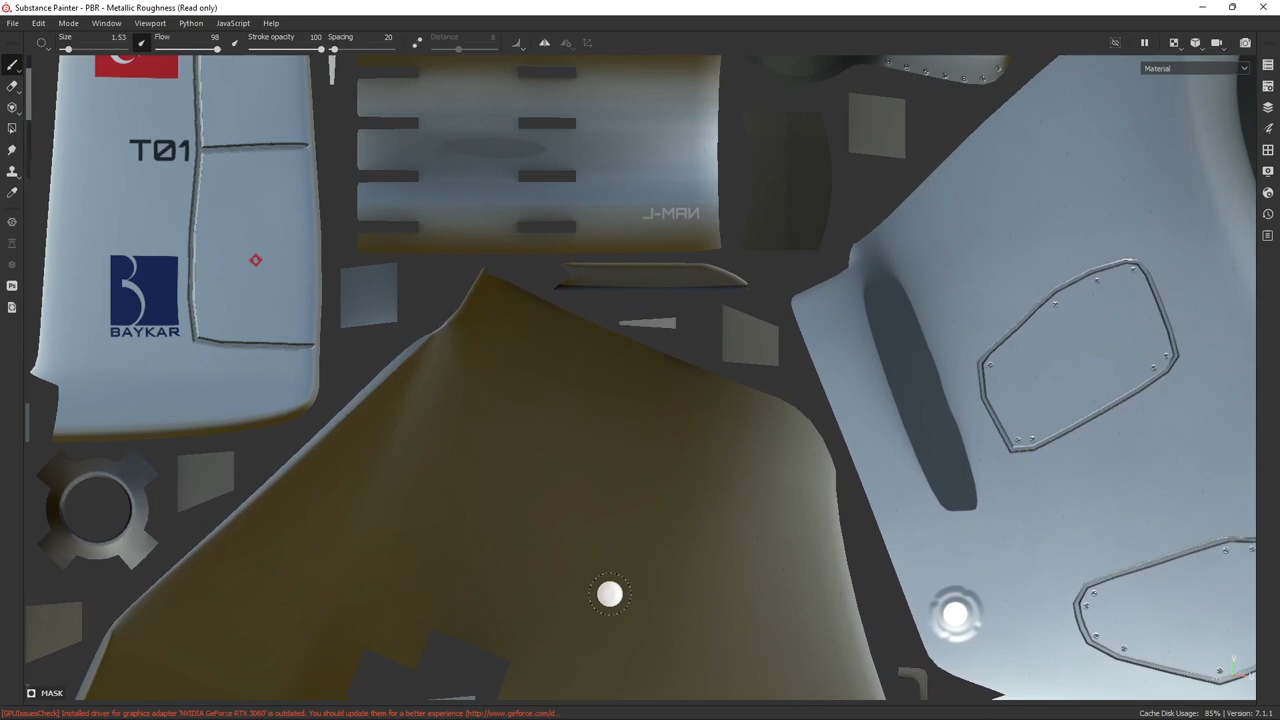 Substance Painter - PBR - Metallic Roughness (Read only)
File Edit Mode Window Viewport Python JavaScript Help
Size 1.53 Flow 98 Stroke opacity 100 Spacing 20 Distance 8
Material
T01
J-MAN
BAYKAR
Ps
MASK
[GPUIssuesCheck] Installed driver for graphics adapter 'NVIDIA GeForce RTX 3060' is outdated. You should update them for a better experience (http://www.geforce.com/d...
Cache Disk Usage: 85% | Version: 7.1.1